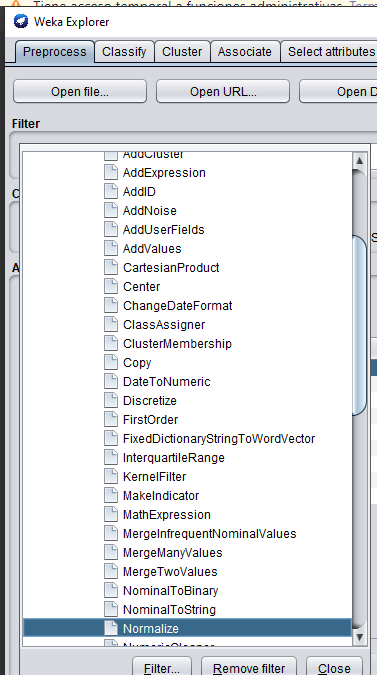 Tiene acceso temporal a funciones administrativas. Term
Weka Explorer
Preprocess Classify Cluster Associate Select attributes
Open file... Open URL... Open D
Filter
AddCluster
AddExpression
AddID
AddNoise
AddUserFields
AddValues
CartesianProduct
Center
ChangeDateFormat
ClassAssigner
ClusterMembership
Copy
DateToNumeric
Discretize
FirstOrder
FixedDictionaryStringToWordVector
InterquartileRange
KernelFilter
MakeIndicator
MathExpression
MergeInfrequentNominalValues
MergeManyValues
MergeTwoValues
NominalToBinary
NominalToString
Normalize
NumericCleaner
Filter... Remove filter Close